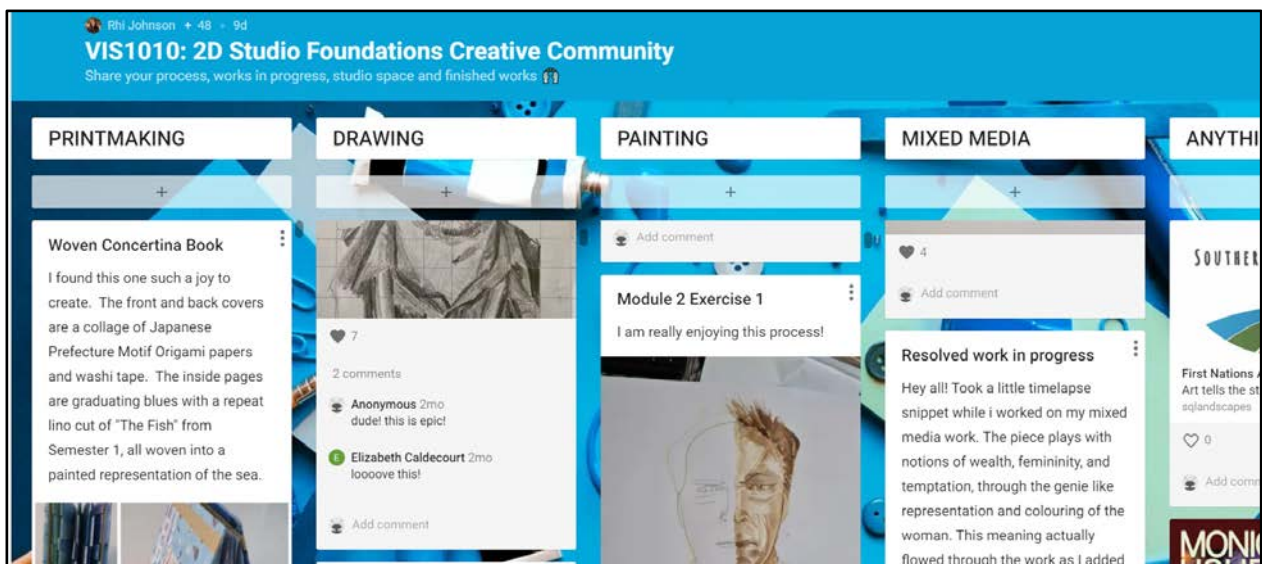 Rhi Johnson + 48 • 9d
VIS1010: 2D Studio Foundations Creative Community
Share your process, works in progress, studio space and finished works
PRINTMAKING
+
Woven Concertina Book
I found this one such a joy to
create. The front and back covers
are a collage of Japanese
Prefecture Motif Origami papers
and washi tape. The inside pages
are graduating blues with a repeat
lino cut of "The Fish" from
Semester 1, all woven into a
painted representation of the sea.
DRAWING
+
7
2 comments
Anonymous 2mo
dude! this is epic!
E
Elizabeth Caldecourt 2mo
loooove this!
Add comment
PAINTING
+
Add comment
Module 2 Exercise 1
I am really enjoying this process!
MIXED MEDIA
+
4
Add comment
Resolved work in progress
Hey all! Took a little timelapse
snippet while i worked on my mixed
media work. The piece plays with
notions of wealth, femininity, and
temptation, through the genie like
representation and colouring of the
woman. This meaning actually
flowed through the work as I added
ANYTHI
SOUTHER
First Nations
Art tells the st
sqlandscapes
0
Add comm
MONI